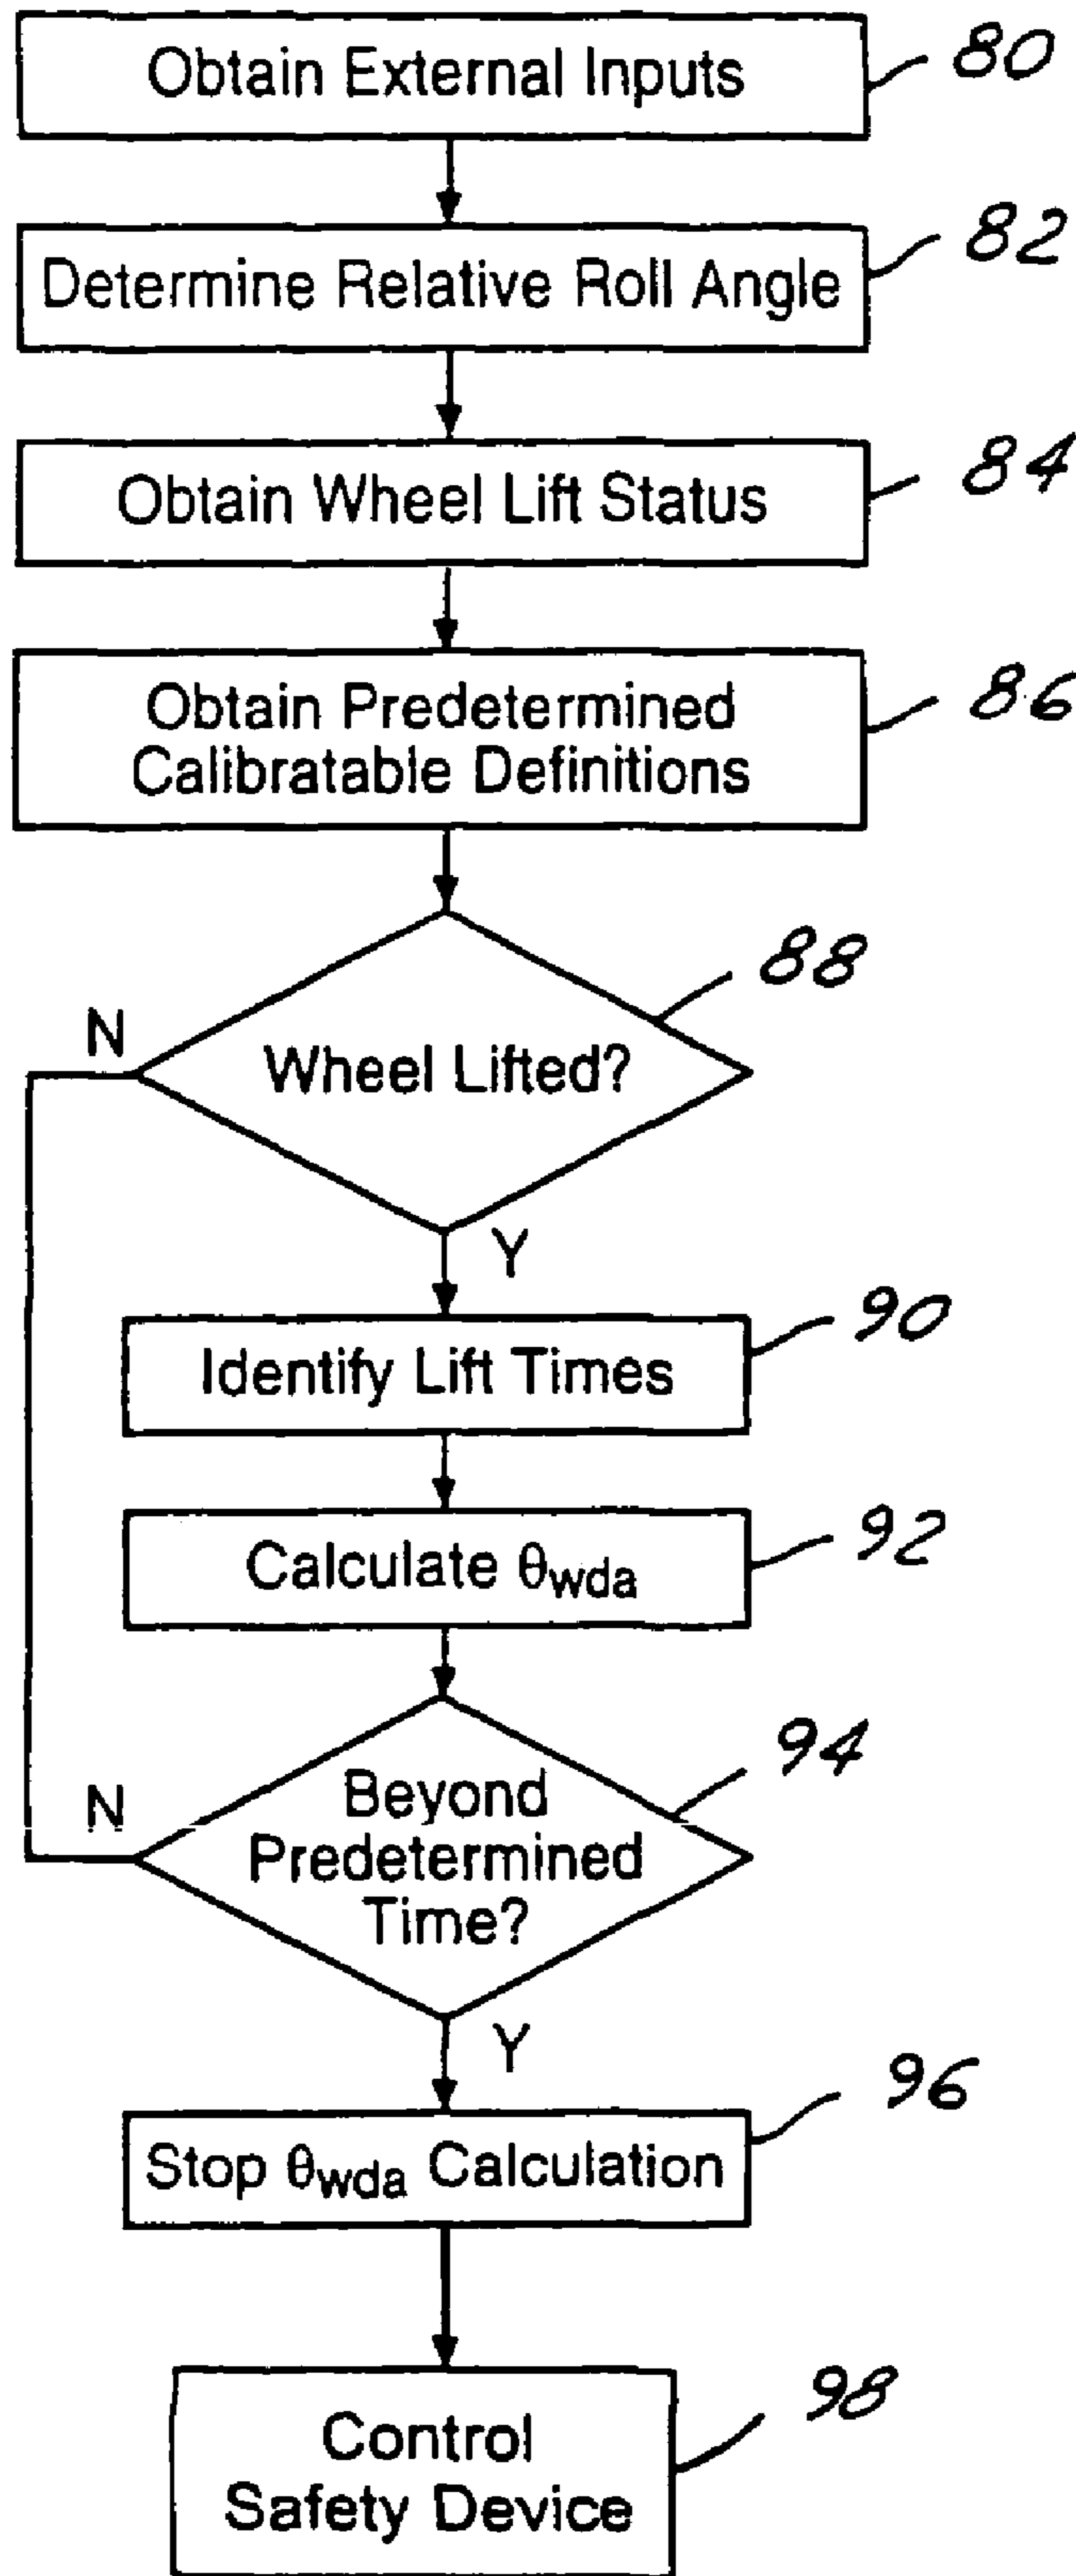 Obtain External Inputs
80
Determine Relative Roll Angle
82
Obtain Wheel Lift Status
84
Obtain Predetermined
Calibratable Definitions
86
88
N
Wheel Lifted?
Y
90
Identify Lift Times
92
Calculate θwda
94
N
Beyond
Predetermined
Time?
Y
96
Stop θwda Calculation
98
Control
Safety Device